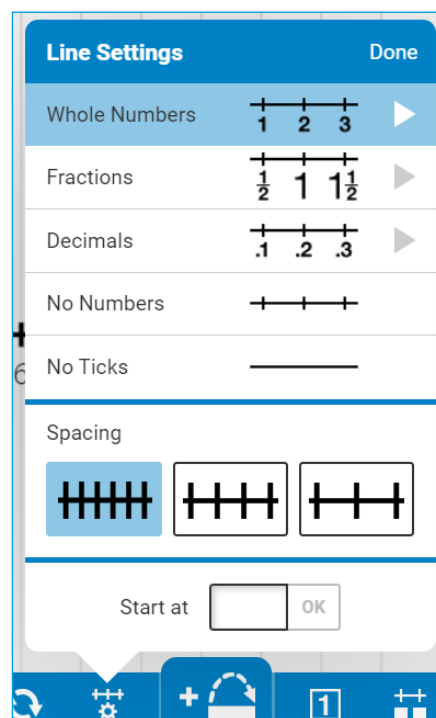 Line Settings Done
Whole Numbers 1 2 3
Fractions ½ 1 1½
Decimals .1 .2 .3
No Numbers
No Ticks
6
Spacing
Start at OK
+ 1